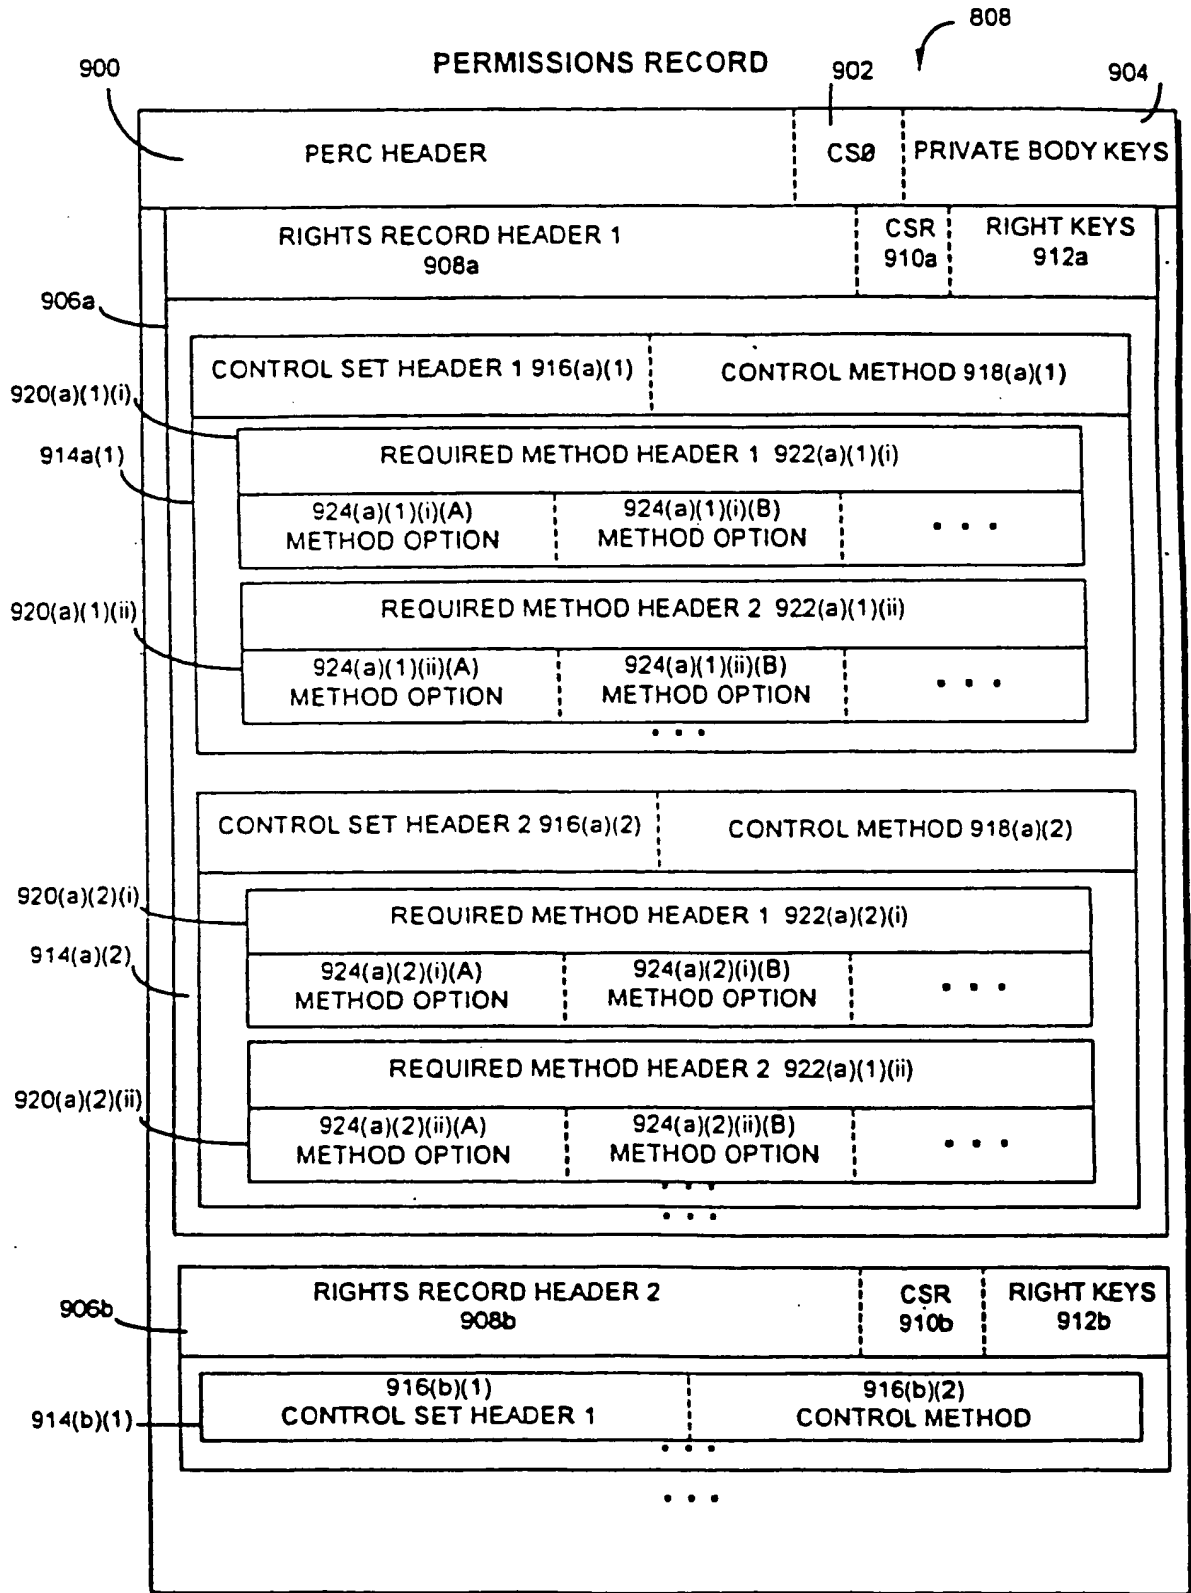 808
PERMISSIONS RECORD
900
902
904
PERC HEADER
CSØ
PRIVATE BODY KEYS
RIGHTS RECORD HEADER 1
908a
CSR
910a
RIGHT KEYS
912a
906a
CONTROL SET HEADER 1 916(a)(1)
CONTROL METHOD 918(a)(1)
920(a)(1)(i)
REQUIRED METHOD HEADER 1 922(a)(1)(i)
914a(1)
924(a)(1)(i)(A)
METHOD OPTION
924(a)(1)(i)(B)
METHOD OPTION
• • •
920(a)(1)(ii)
REQUIRED METHOD HEADER 2 922(a)(1)(ii)
924(a)(1)(ii)(A)
METHOD OPTION
924(a)(1)(ii)(B)
METHOD OPTION
• • •
• • •
CONTROL SET HEADER 2 916(a)(2)
CONTROL METHOD 918(a)(2)
920(a)(2)(i)
REQUIRED METHOD HEADER 1 922(a)(2)(i)
914(a)(2)
924(a)(2)(i)(A)
METHOD OPTION
924(a)(2)(i)(B)
METHOD OPTION
• • •
REQUIRED METHOD HEADER 2 922(a)(1)(ii)
920(a)(2)(ii)
924(a)(2)(ii)(A)
METHOD OPTION
924(a)(2)(ii)(B)
METHOD OPTION
• • •
• • •
• • •
906b
RIGHTS RECORD HEADER 2
908b
CSR
910b
RIGHT KEYS
912b
914(b)(1)
916(b)(1)
CONTROL SET HEADER 1
916(b)(2)
CONTROL METHOD
• • •
• • •